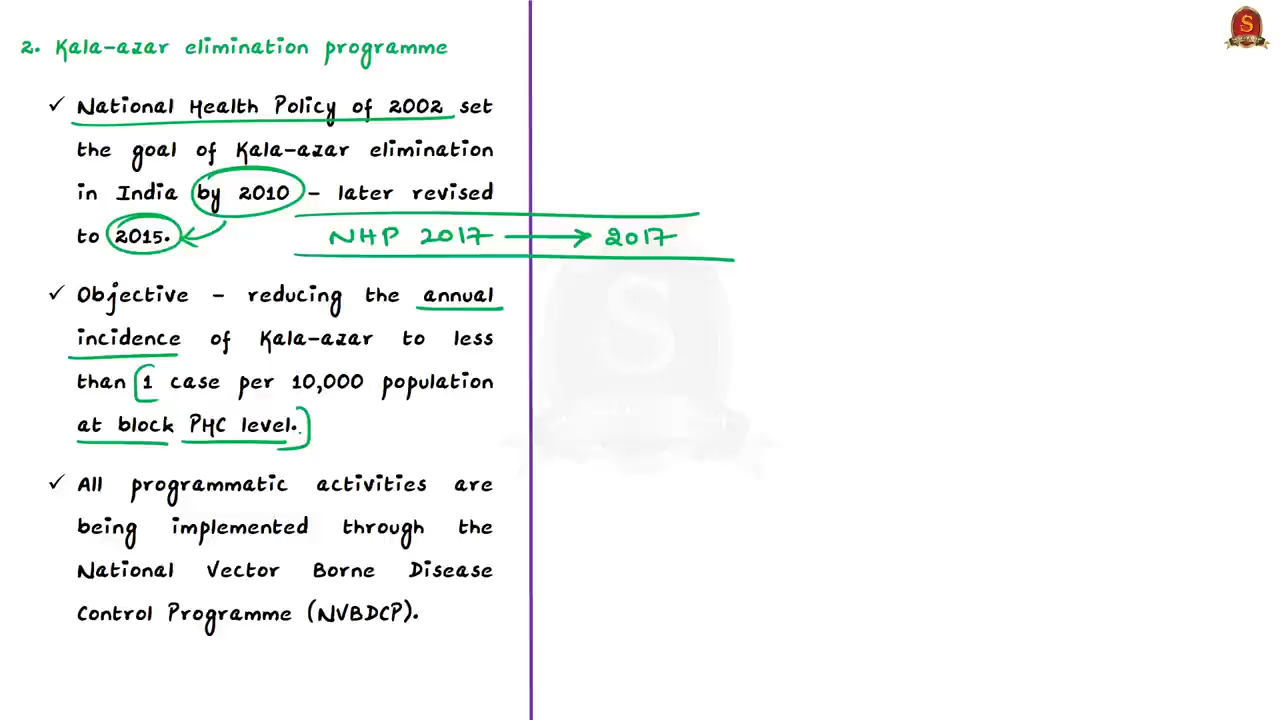 2. Kala-azar elimination programme
✓ National Health Policy of 2002 set
the goal of Kala-azar elimination
in India by 2010 – later revised
to 2015.
NHP 2017 → 2017
✓ Objective – reducing the annual
incidence of Kala-azar to less
than 1 case per 10,000 population
at block PHC level.
✓ All programmatic activities are
being implemented through the
National Vector Borne Disease
Control Programme (NVBDCP).
S
S